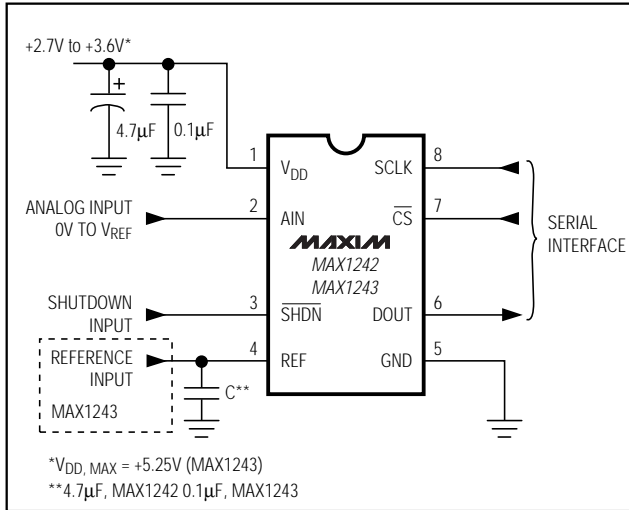 +2.7V to +3.6V*
+
4.7µF
0.1µF
1
VDD
SCLK
8
ANALOG INPUT
0V TO VREF
2
AIN
CS
7
SERIAL
INTERFACE
MAXIM
MAX1242
MAX1243
SHUTDOWN
INPUT
3
SHDN
DOUT
6
REFERENCE
INPUT
MAX1243
4
REF
GND
5
C**
*VDD, MAX = +5.25V (MAX1243)
**4.7µF, MAX1242 0.1µF, MAX1243